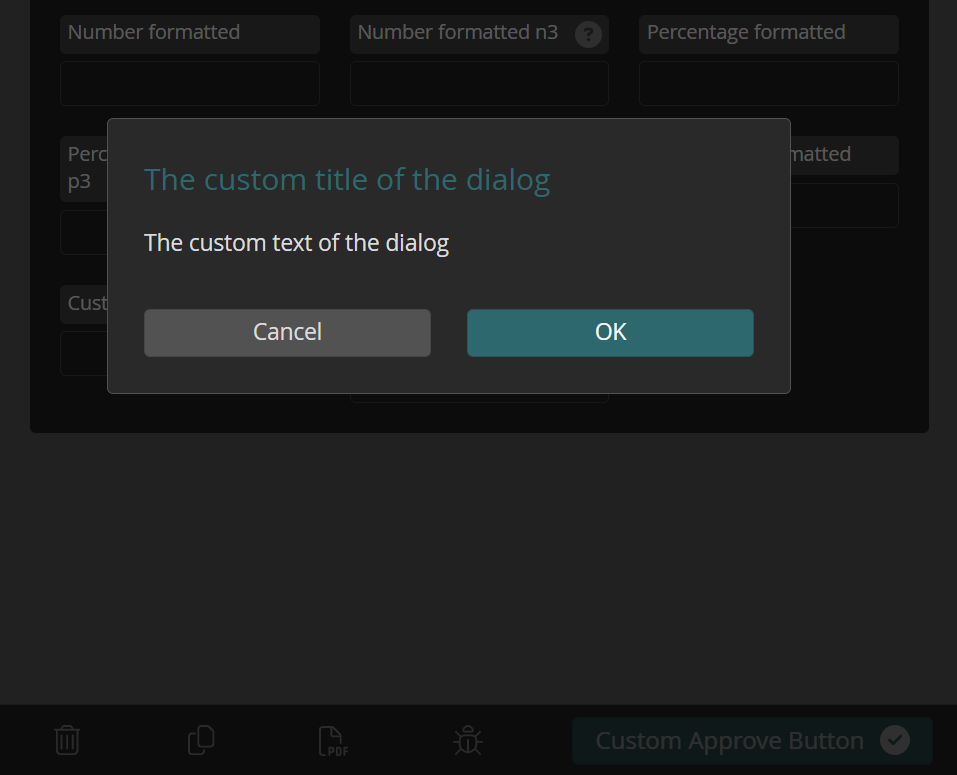 Number formatted
Number formatted n3
?
Percentage formatted
Perc
p3
matted
The custom title of the dialog
The custom text of the dialog
Cust
Cancel
OK
PDF
Custom Approve Button